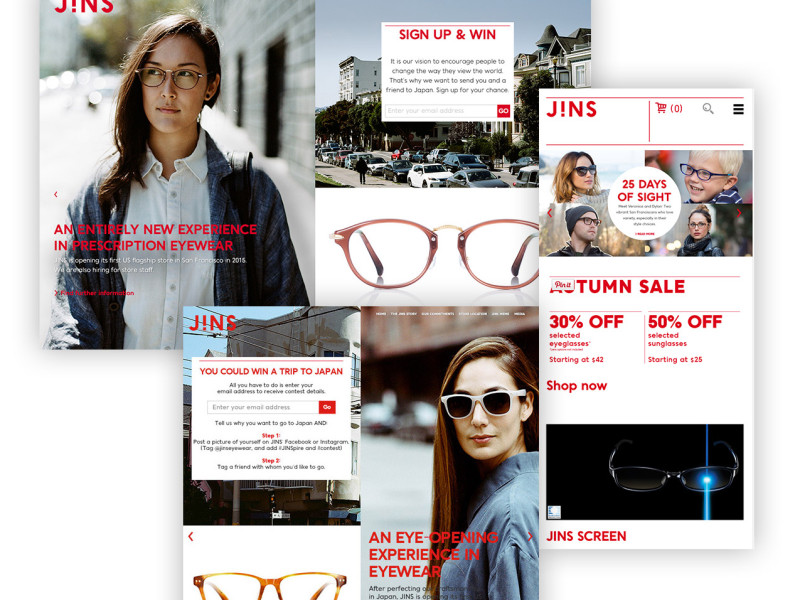 J!NS
SIGN UP & WIN
It is our vision to encourage people to
change the way they view the world.
That's why we want to send you and a
friend to Japan. Sign up for your chance.
Enter your email address
GO
AN ENTIRELY NEW EXPERIENCE
IN PRESCRIPTION EYEWEAR
JINS is opening its first US flagship store in San Francisco in 2015.
We are also hiring for store staff.
further information
J!NS
(0)
25 DAYS
OF SIGHT
Meet Veronica and Dylan: Two
vibrant San Franciscans who love
variety, especially in their
style choices.
READ MORE
Pin it
AUTUMN SALE
30% OFF
selected
eyeglasses*
Starting at $42
50% OFF
selected
sunglasses
Starting at $25
Shop now
JINS SCREEN
J!NS
HOME
THE JINS STORY
OUR COMMITMENTS
STORE LOCATION
JINS MEME
MEDIA
YOU COULD WIN A TRIP TO JAPAN
All you have to do is enter your
email address to receive contest details.
Enter your email address
Go
Tell us why you want to go to Japan AND!
Step 1:
Post a picture of yourself on JINS' Facebook or Instagram.
(Tag @jinseyewear, and add #JINSpire and #contest)
Step 2:
Tag a friend with whom you'd like to go.
AN EYE-OPENING
EXPERIENCE IN
EYEWEAR
After perfecting our craftsmanship
in Japan, JINS is opening its